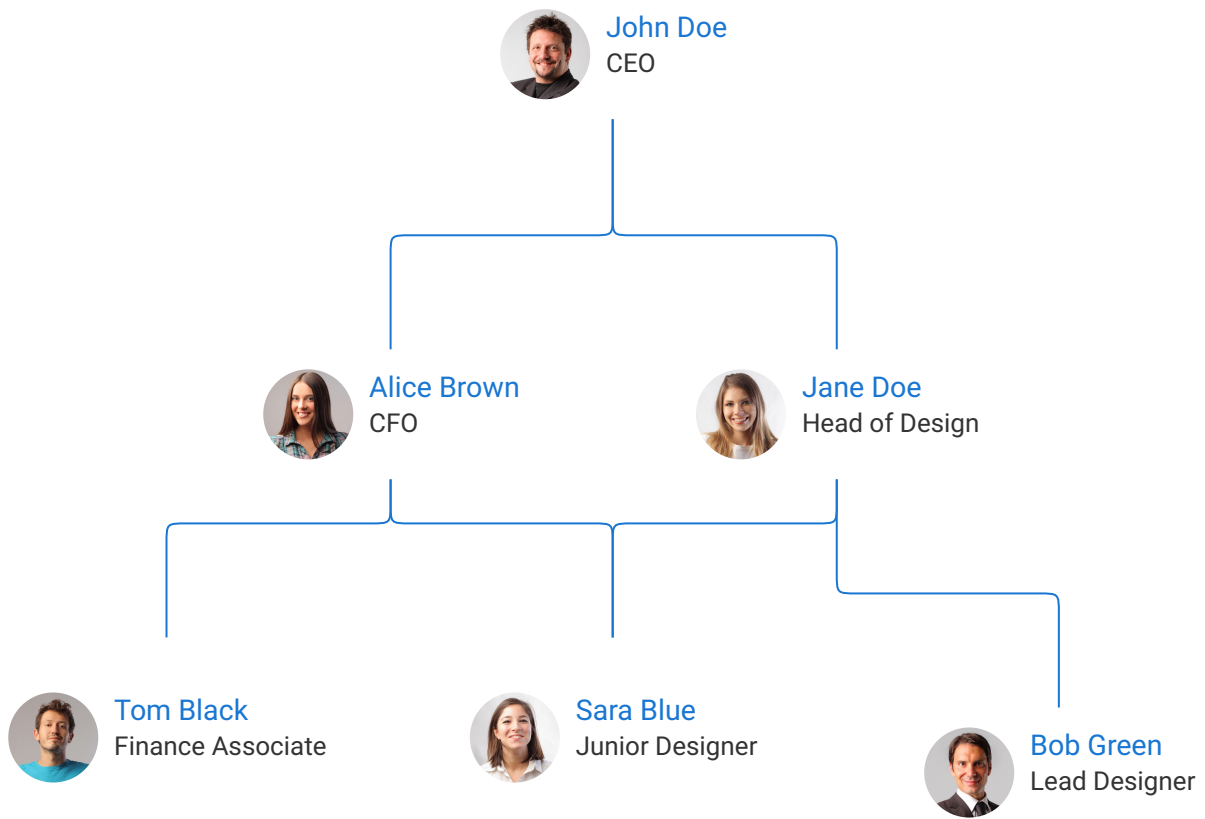 John Doe
CEO
Alice Brown
CFO
Jane Doe
Head of Design
Tom Black
Finance Associate
Sara Blue
Junior Designer
Bob Green
Lead Designer